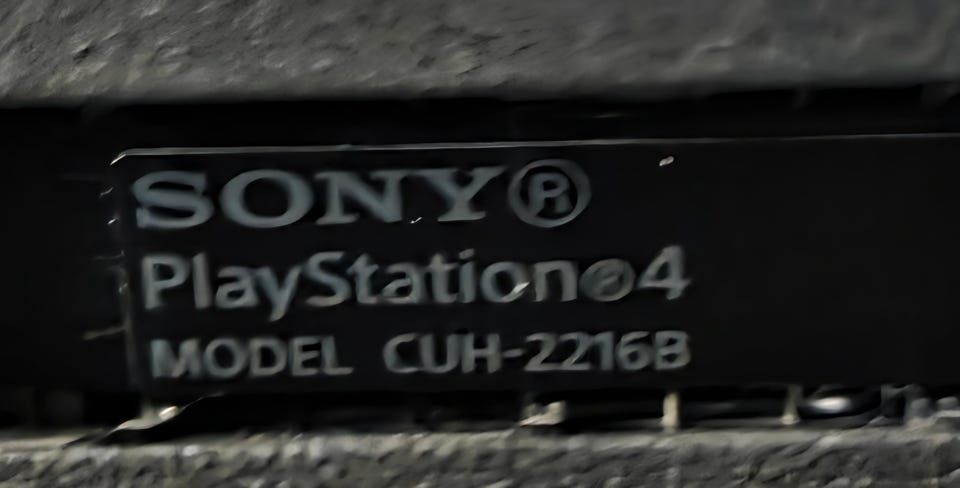 SONY®
PlayStation®4
MODEL CUH-2216B